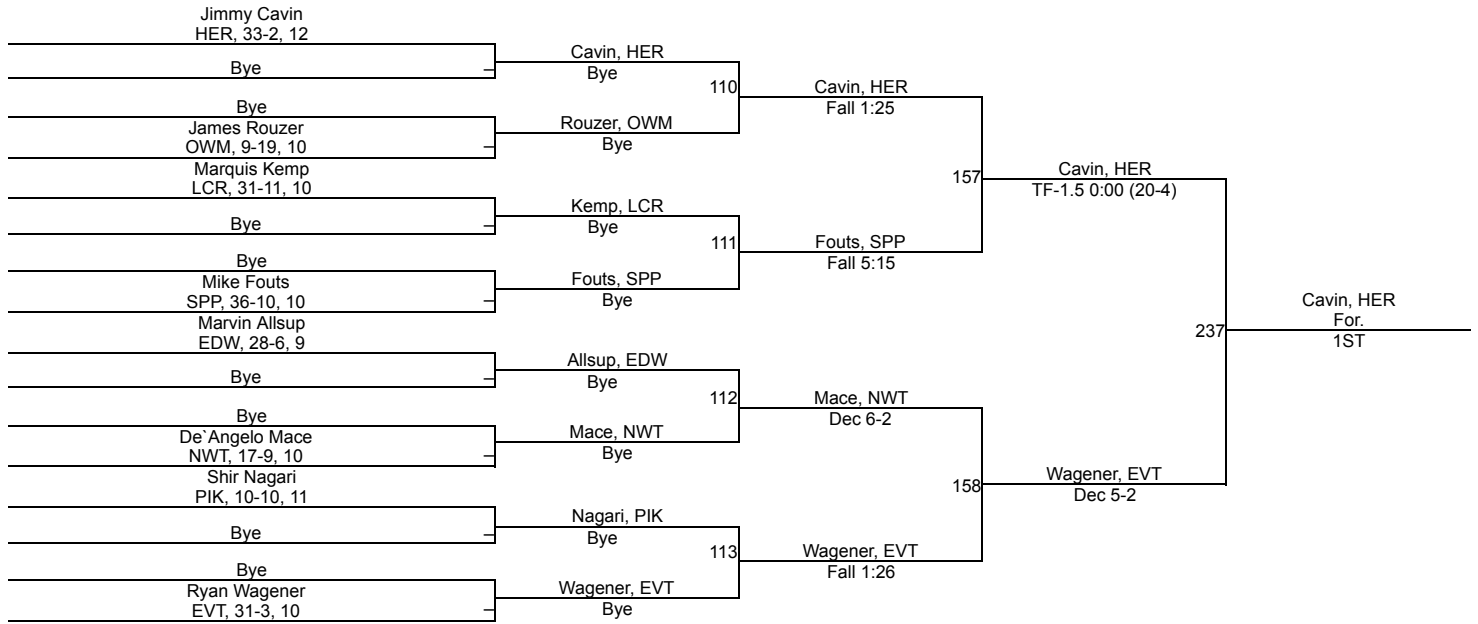 Jimmy Cavin
HER, 33-2, 12
Bye
Bye
James Rouzer
OWM, 9-19, 10
Marquis Kemp
LCR, 31-11, 10
Bye
Bye
Mike Fouts
SPP, 36-10, 10
Marvin Allsup
EDW, 28-6, 9
Bye
Bye
De`Angelo Mace
NWT, 17-9, 10
Shir Nagari
PIK, 10-10, 11
Bye
Bye
Ryan Wagener
EVT, 31-3, 10
Cavin, HER
Bye
110
Rouzer, OWM
Bye
Kemp, LCR
Bye
111
Fouts, SPP
Bye
Allsup, EDW
Bye
112
Mace, NWT
Bye
Nagari, PIK
Bye
113
Wagener, EVT
Bye
Cavin, HER
Fall 1:25
157
Fouts, SPP
Fall 5:15
Mace, NWT
Dec 6-2
158
Wagener, EVT
Fall 1:26
Cavin, HER
TF-1.5 0:00 (20-4)
237
Wagener, EVT
Dec 5-2
Cavin, HER
For.
1ST